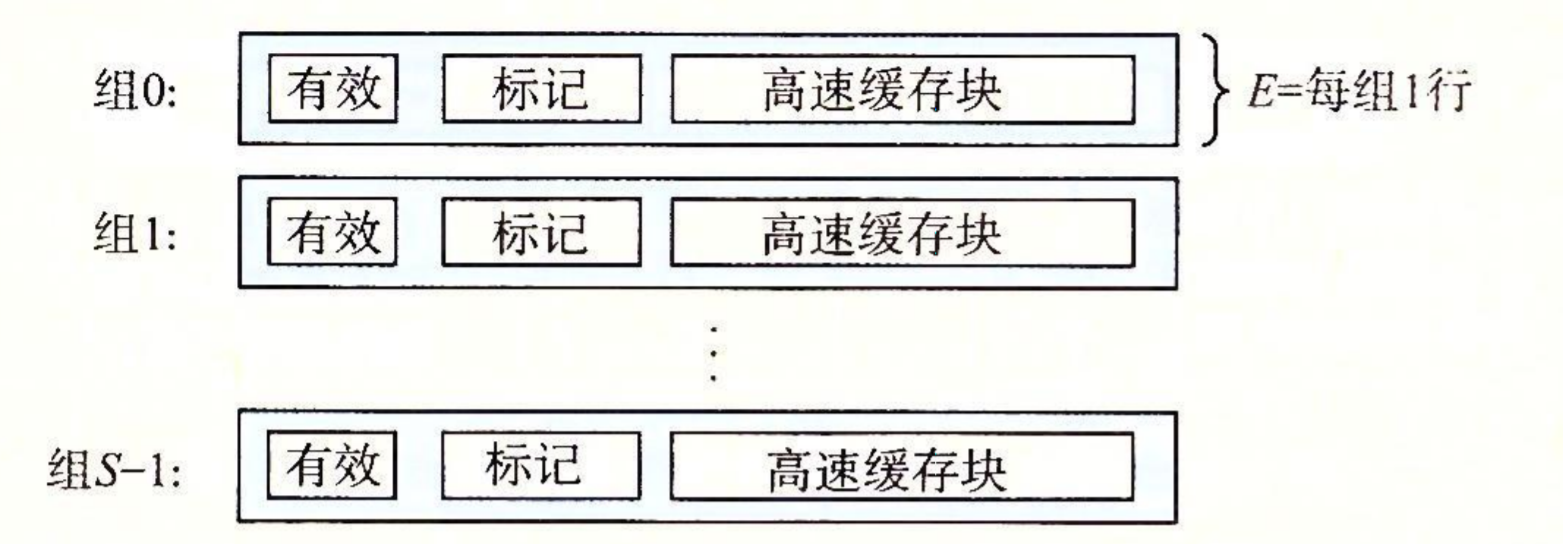 组0: 有效 标记 高速缓存块 E=每组1行
组1: 有效 标记 高速缓存块
⋮
组S-1: 有效 标记 高速缓存块